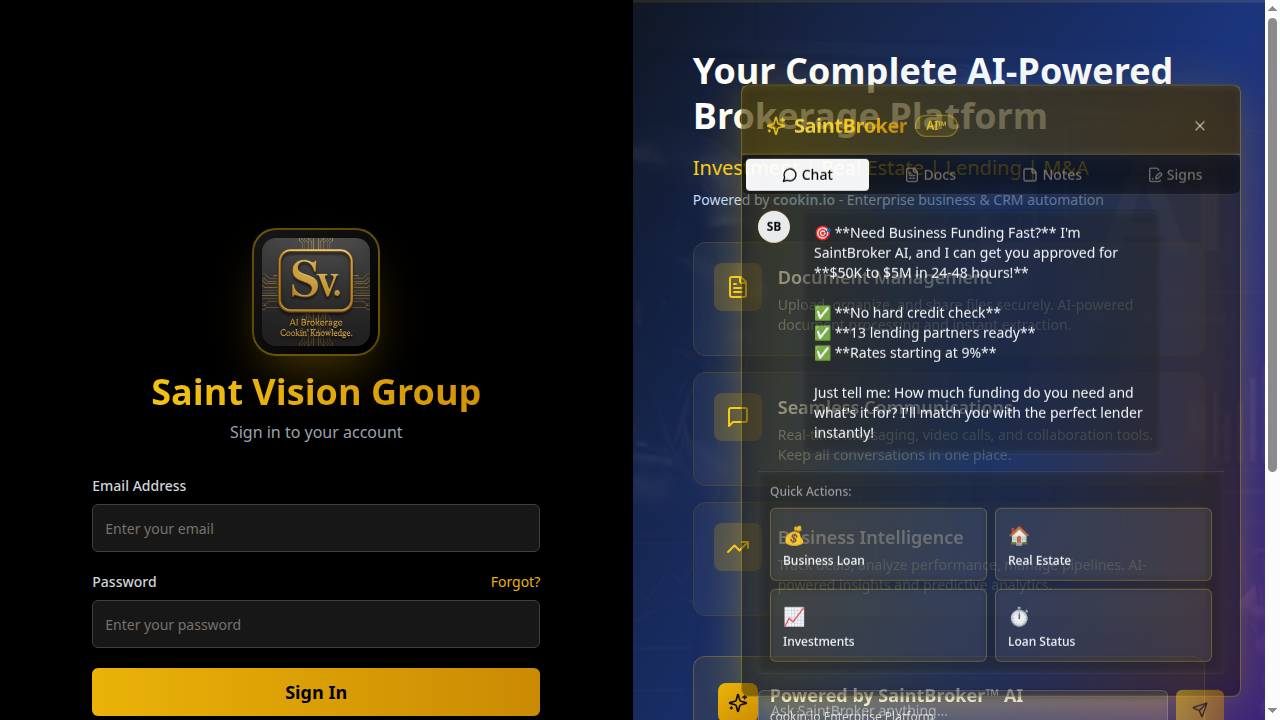 Sv.
AI Brokerage
Cookin' Knowledge.
Saint Vision Group
Sign in to your account
Email Address
Enter your email
Password
Forgot?
Enter your password
Sign In
Your Complete AI-Powered
Brokerage Platform
Investment | Real Estate | Lending | M&A
Powered by cookin.io - Enterprise business & CRM automation
Document Management
Upload, organize, and share files securely. AI-powered
document processing and instant extraction.
Seamless Communications
Real-time messaging, video calls, and collaboration tools.
Keep all conversations in one place.
Business Intelligence
Track deals, analyze performance, manage pipelines. AI-
powered insights and predictive analytics.
Powered by SaintBroker™ AI
cookin.io Enterprise Platform
SaintBroker
AI™
Chat
Docs
Notes
Signs
SB
🎯 **Need Business Funding Fast?** I'm
SaintBroker AI, and I can get you approved for
**$50K to $5M in 24-48 hours!**
✅ **No hard credit check**
✅ **13 lending partners ready**
✅ **Rates starting at 9%**
Just tell me: How much funding do you need and
what's it for? I'll match you with the perfect lender
instantly!
Quick Actions:
Business Loan
Real Estate
Investments
Loan Status
Ask SaintBroker anything...